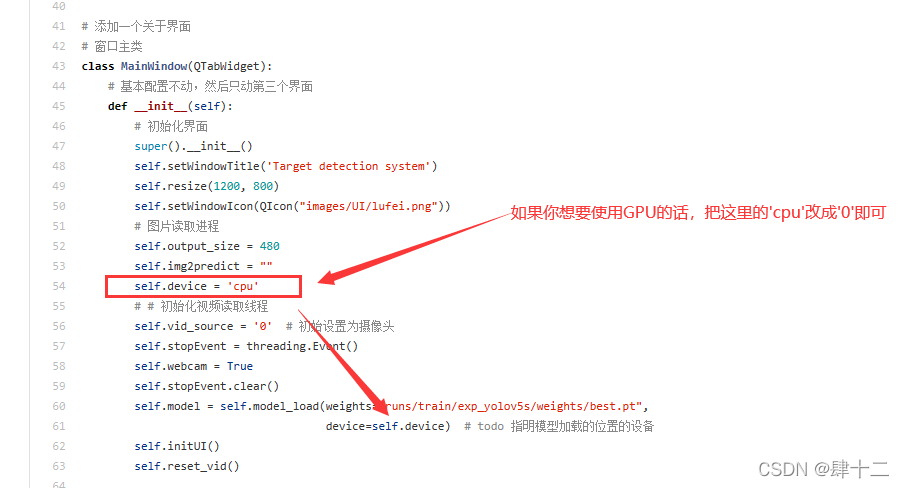 40
41 # 添加一个关于界面
42 # 窗口主类
43 class MainWindow(QTabWidget):
44 # 基本配置不动，然后只动第三个界面
45 def __init__(self):
46 # 初始化界面
47 super().__init__()
48 self.setWindowTitle('Target detection system')
49 self.resize(1200, 800)
50 self.setWindowIcon(QIcon("images/UI/lufei.png"))
51 # 图片读取进程
如果你想要使用GPU的话，把这里的'cpu'改成'0'即可
52 self.output_size = 480
53 self.img2predict = ""
54 self.device = 'cpu'
55 # # 初始化视频读取线程
56 self.vid_source = '0' # 初始设置为摄像头
57 self.stopEvent = threading.Event()
58 self.webcam = True
59 self.stopEvent.clear()
60 self.model = self.model_load(weights="runs/train/exp_yolov5s/weights/best.pt",
61 device=self.device) # todo 指明模型加载的位置的设备
62 self.initUI()
63 self.reset_vid()
64
CSDN @肆十二